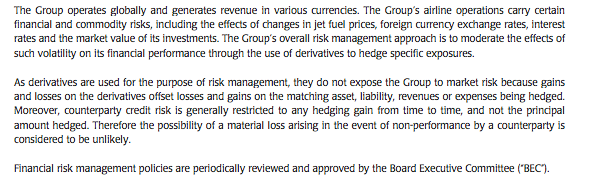 The Group operates globally and generates revenue in various currencies. The Group's airline operations carry certain
financial and commodity risks, including the effects of changes in jet fuel prices, foreign currency exchange rates, interest
rates and the market value of its investments. The Group's overall risk management approach is to moderate the effects of
such volatility on its financial performance through the use of derivatives to hedge specific exposures.
As derivatives are used for the purpose of risk management, they do not expose the Group to market risk because gains
and losses on the derivatives offset losses and gains on the matching asset, liability, revenues or expenses being hedged.
Moreover, counterparty credit risk is generally restricted to any hedging gain from time to time, and not the principal
amount hedged. Therefore the possibility of a material loss arising in the event of non-performance by a counterparty is
considered to be unlikely.
Financial risk management policies are periodically reviewed and approved by the Board Executive Committee ("BEC").